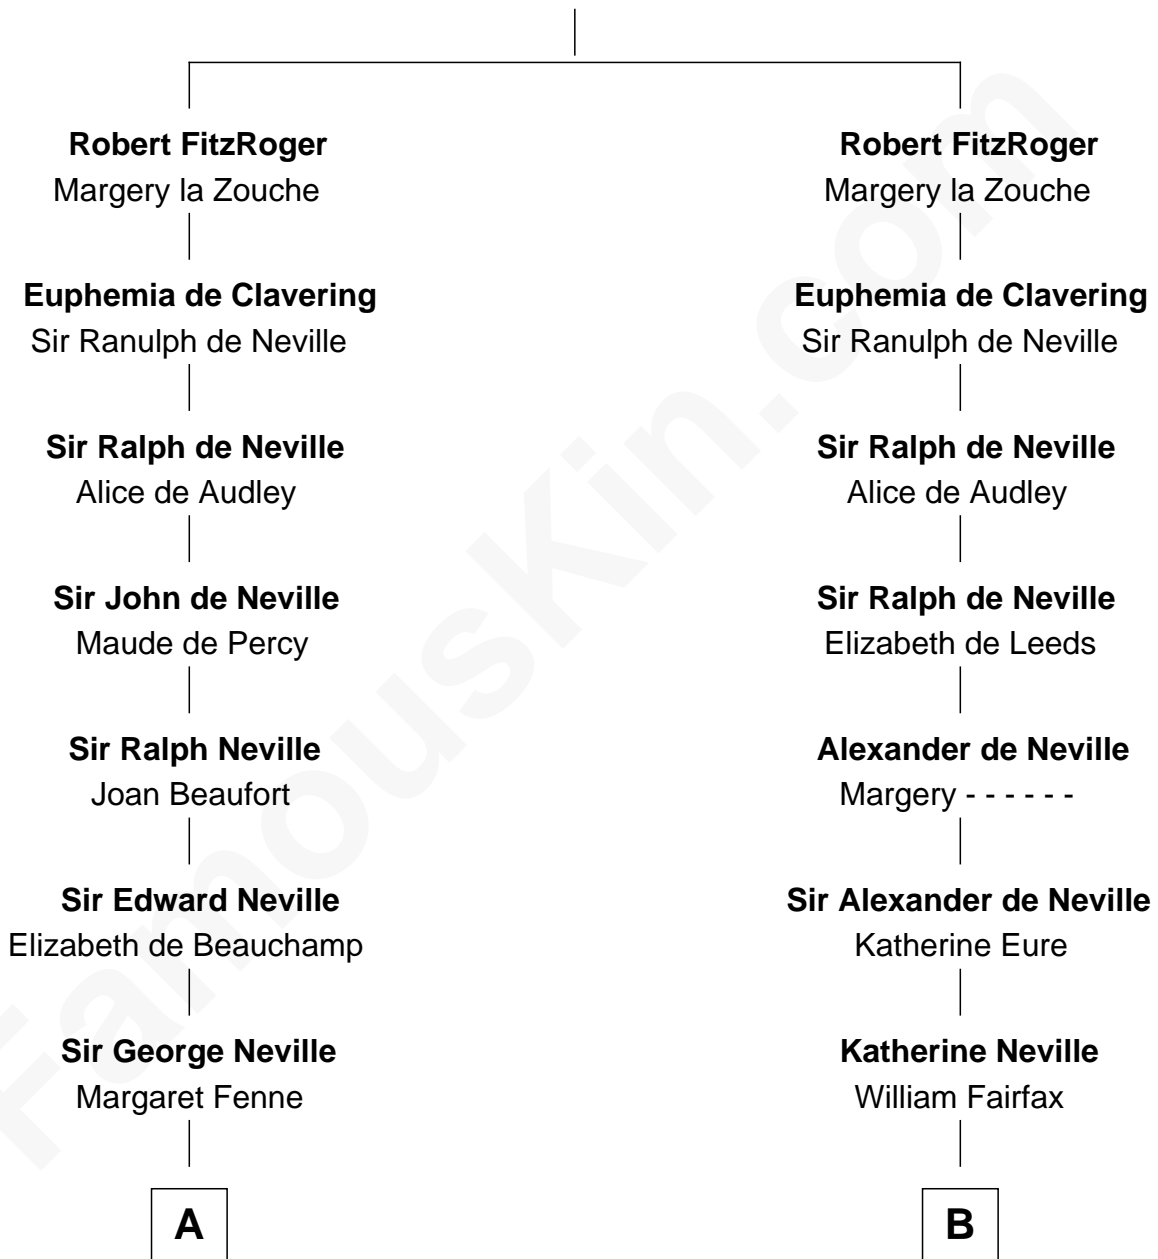 Robert FitzRoger
Margery la Zouche
Euphemia de Clavering
Sir Ranulph de Neville
Sir Ralph de Neville
Alice de Audley
Sir John de Neville
Maude de Percy
Sir Ralph Neville
Joan Beaufort
Sir Edward Neville
Elizabeth de Beauchamp
Sir George Neville
Margaret Fenne
A
Robert FitzRoger
Margery la Zouche
Euphemia de Clavering
Sir Ranulph de Neville
Sir Ralph de Neville
Alice de Audley
Sir Ralph de Neville
Elizabeth de Leeds
Alexander de Neville
Margery - - - - - -
Sir Alexander de Neville
Katherine Eure
Katherine Neville
William Fairfax
B
FamousKin.com